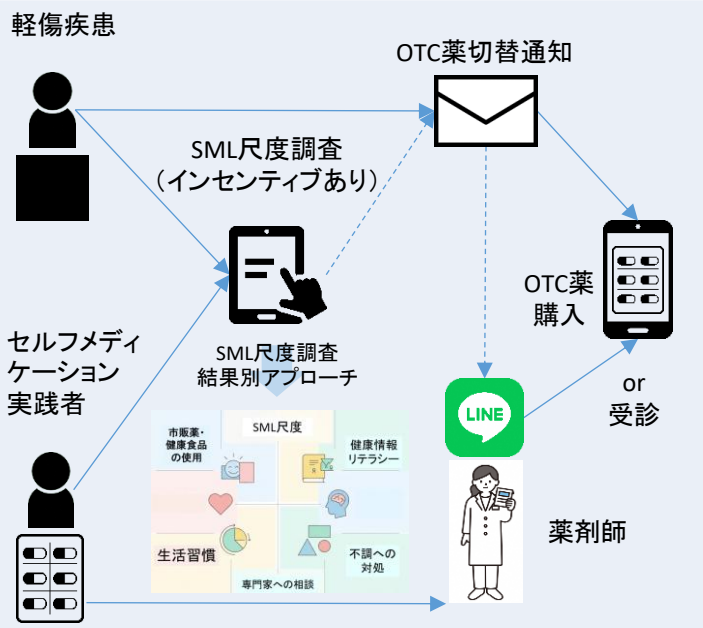 軽傷疾患
OTC薬切替通知
SML尺度調査
（インセンティブあり）
OTC薬
購入
or
受診
セルフメディ
ケーション
実践者
SML尺度調査
結果別アプローチ
LINE
市販薬・
健康食品
の使用
SML尺度
健康情報
リテラシー
生活習慣
不調への
対処
専門家への相談
薬剤師